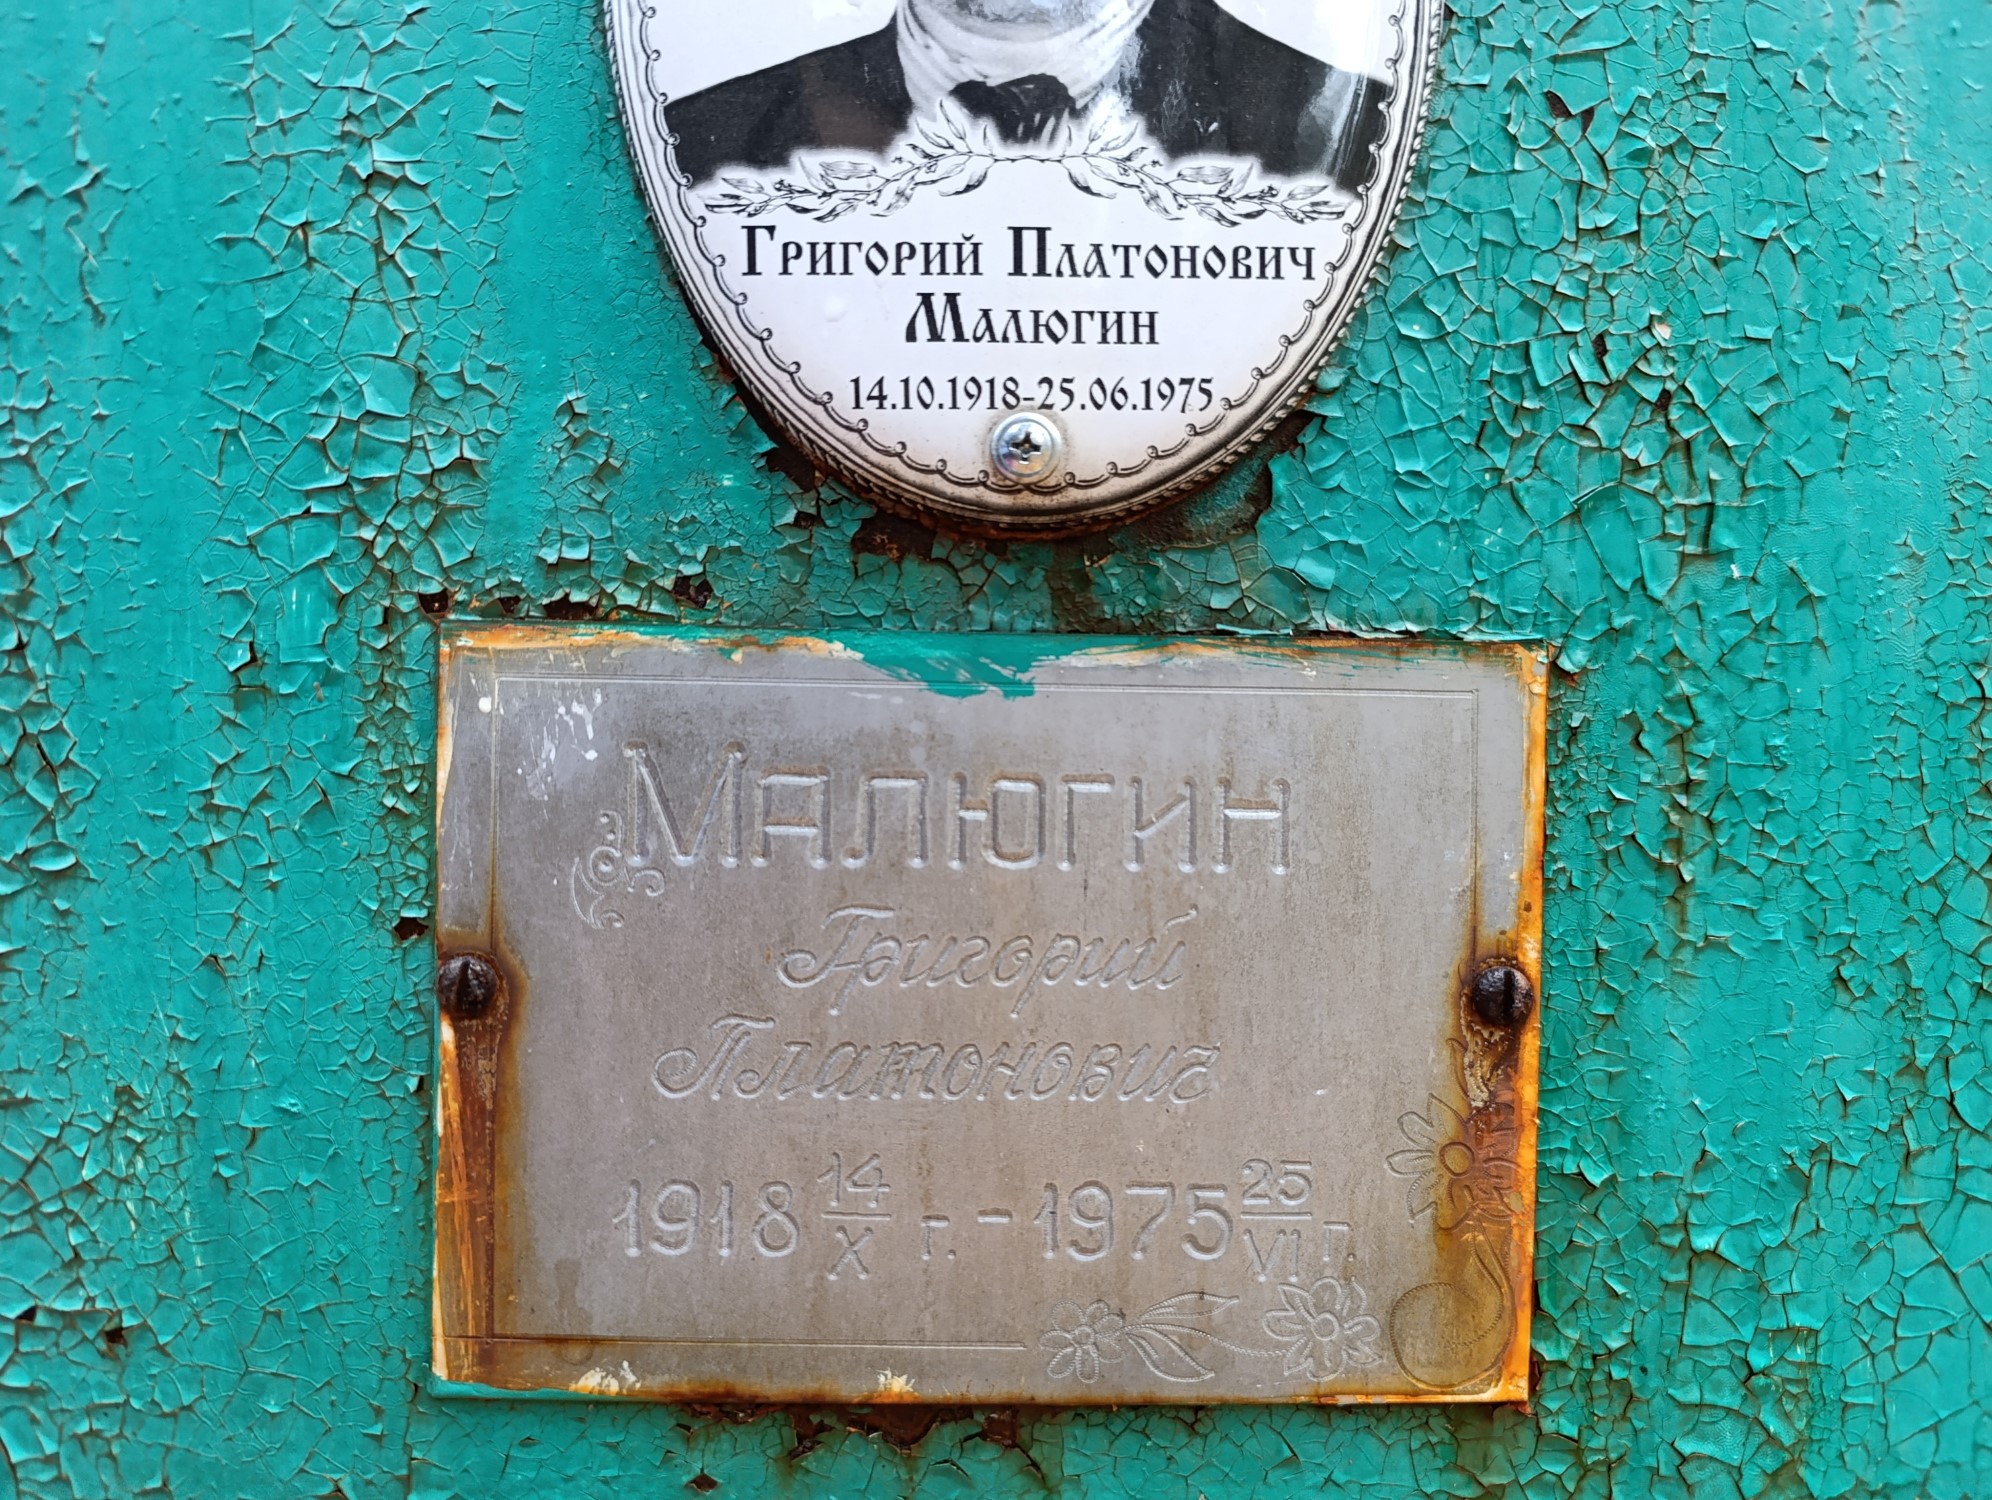 Григорий Платонович
Малюгин
14.10.1918-25.06.1975
Малюгин
Григорий
Платонович
1918 14/X г. - 1975 25/VI г.